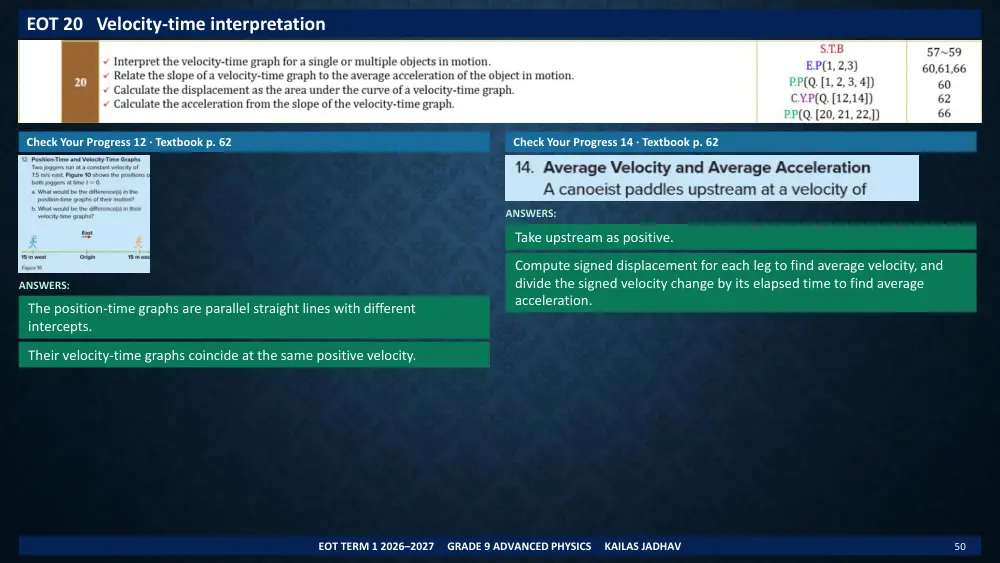 EOT 20 Velocity-time interpretation
20
✓ Interpret the velocity-time graph for a single or multiple objects in motion.
✓ Relate the slope of a velocity-time graph to the average acceleration of the object in motion.
✓ Calculate the displacement as the area under the curve of a velocity-time graph.
✓ Calculate the acceleration from the slope of the velocity-time graph.
S.T.B 57~59
E.P(1, 2,3) 60,61,66
P.P(Q. [1, 2, 3, 4]) 60
C.Y.P(Q. [12,14]) 62
P.P(Q. [20, 21, 22,]) 66
Check Your Progress 12 · Textbook p. 62
12. Position-Time and Velocity-Time Graphs
Two joggers run at a constant velocity of
7.5 m/s east. Figure 10 shows the positions o
both joggers at time t = 0.
a. What would be the difference(s) in the
position-time graphs of their motion?
b. What would be the difference(s) in their
velocity-time graphs?
East
15 m west Origin 15 m eas
Figure 10
ANSWERS:
The position-time graphs are parallel straight lines with different
intercepts.
Their velocity-time graphs coincide at the same positive velocity.
Check Your Progress 14 · Textbook p. 62
14. Average Velocity and Average Acceleration
A canoeist paddles upstream at a velocity of
ANSWERS:
Take upstream as positive.
Compute signed displacement for each leg to find average velocity, and
divide the signed velocity change by its elapsed time to find average
acceleration.
EOT TERM 1 2026–2027 GRADE 9 ADVANCED PHYSICS KAILAS JADHAV
50